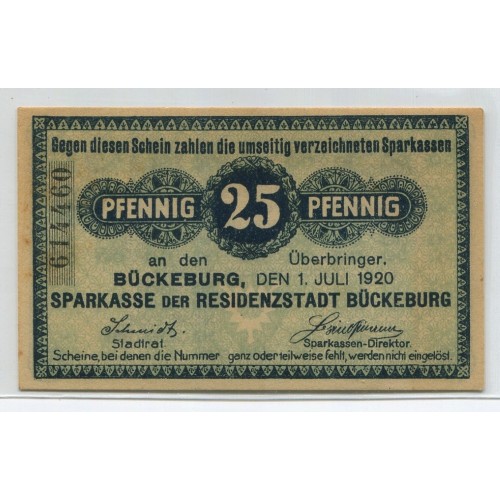 Gegen diesen Schein zahlen die umseitig verzeichneten Sparkassen
PFENNIG 25 PFENNIG
an den Überbringer.
BÜCKEBURG, DEN 1. JULI 1920
SPARKASSE DER RESIDENZSTADT BÜCKEBURG
Schmidt.
Stadtrat. Sparkassen-Direktor.
Scheine, bei denen die Nummer ganz oder teilweise fehlt, werden nicht eingelöst.